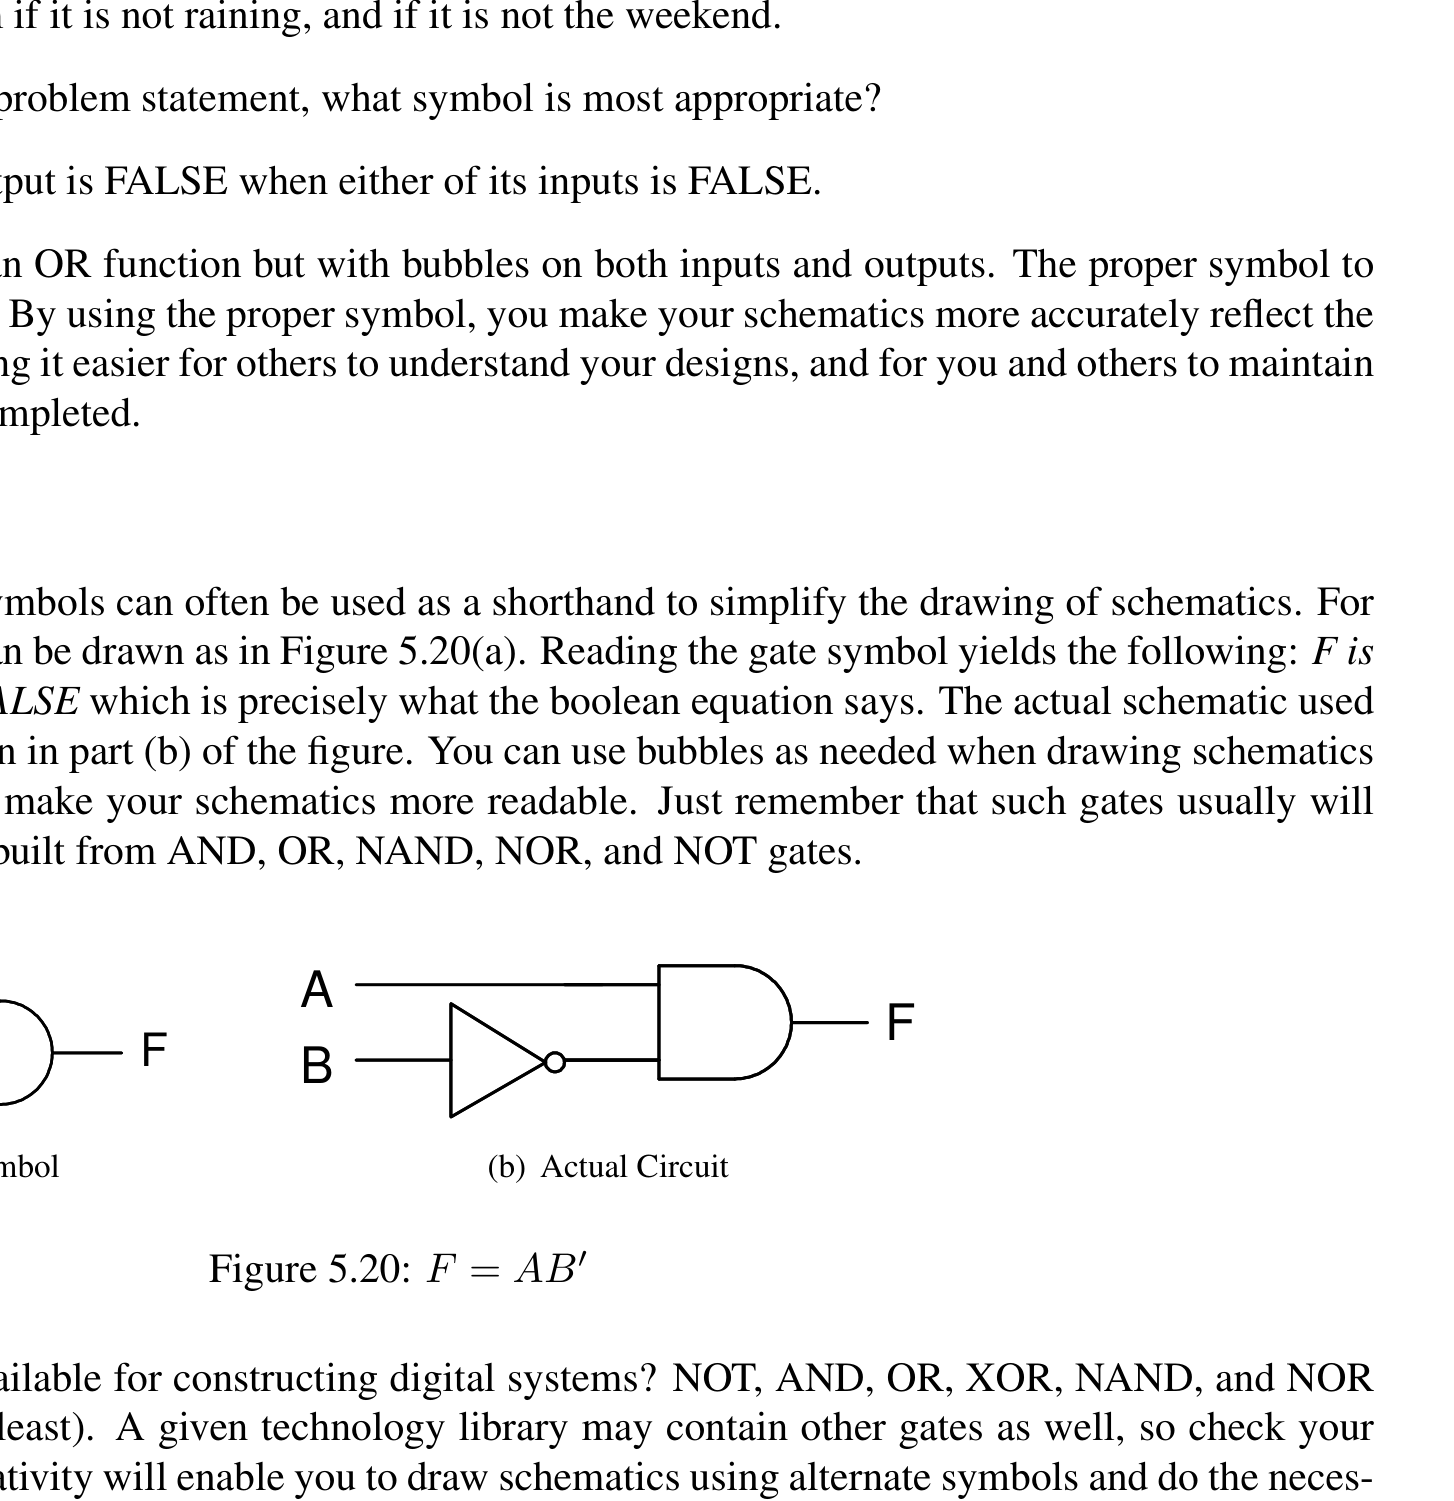 if it is not raining, and if it is not the weekend.
problem statement, what symbol is most appropriate?
is FALSE when either of its inputs is FALSE.
OR function but with bubbles on both inputs and outputs. The proper symbol to
By using the proper symbol, you make your schematics more accurately reflect the
it easier for others to understand your designs, and for you and others to maintain
can often be used as a shorthand to simplify the drawing of schematics. For
be drawn as in Figure 5.20(a). Reading the gate symbol yields the following: F is
which is precisely what the boolean equation says. The actual schematic used
in part (b) of the figure. You can use bubbles as needed when drawing schematics
make your schematics more readable. Just remember that such gates usually will
built from AND, OR, NAND, NOR, and NOT gates.
F
A
B
F
(b) Actual Circuit
Figure 5.20: F = AB′
for constructing digital systems? NOT, AND, OR, XOR, NAND, and NOR
least). A given technology library may contain other gates as well, so check your
will enable you to draw schematics using alternate symbols and do the neces-